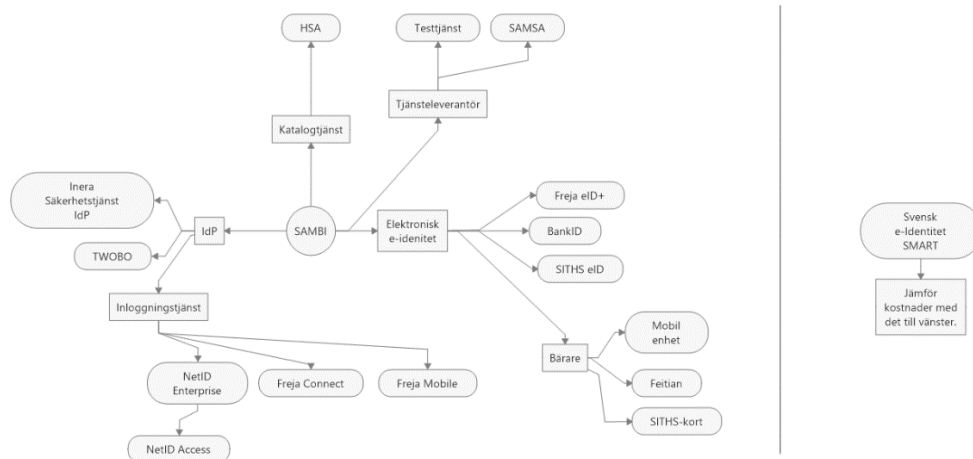 HSA
Testtjänst
SAMSA
Tjänsteleverantör
Katalogtjänst
Inera
Säkerhetstjänst
IdP
IdP
SAMBI
Elektronisk
e-idenitet
Freja eID+
BankID
SITHS eID
TWOBO
Inloggningstjänst
Mobil
enhet
Bärare
NetID
Enterprise
Freja Connect
Freja Mobile
Feitian
SITHS-kort
NetID Access
Svensk
e-Identitet
SMART
Jämför
kostnader med
det till vänster.